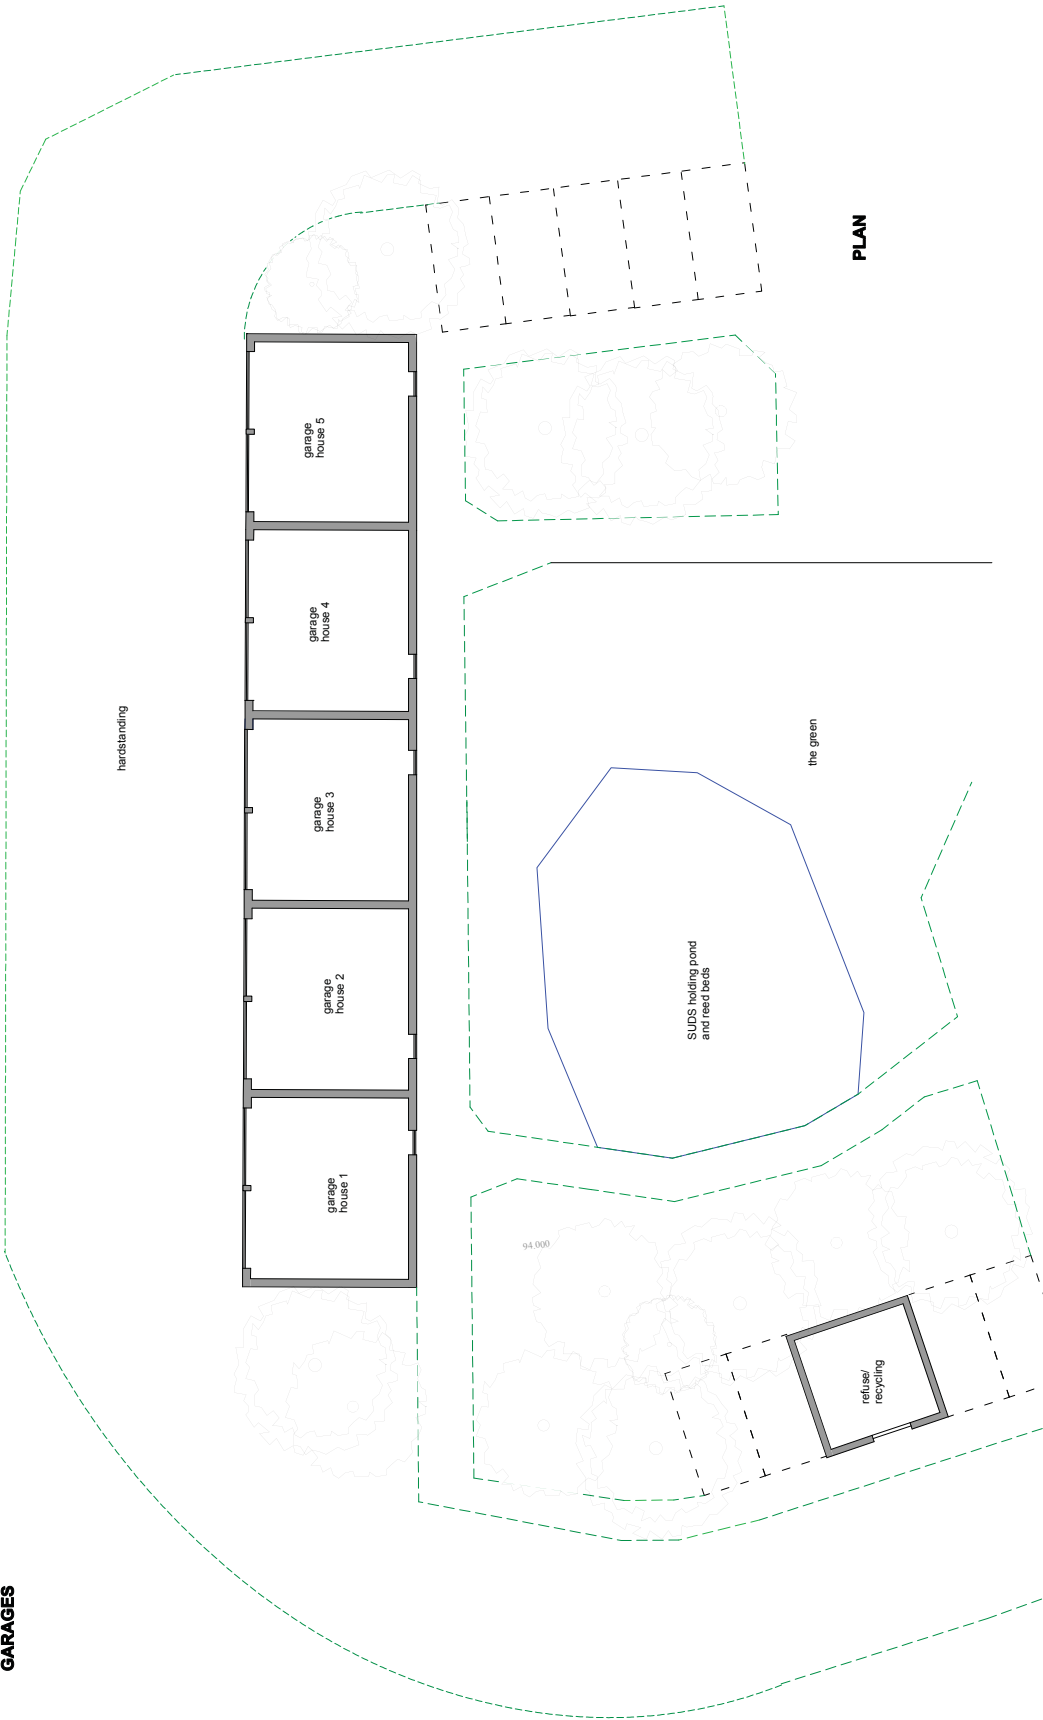 GARAGES
hardstanding
garage
house 1
garage
house 2
garage
house 3
garage
house 4
garage
house 5
94.000
SUDS holding pond
and reed beds
the green
refuse/
recycling
PLAN